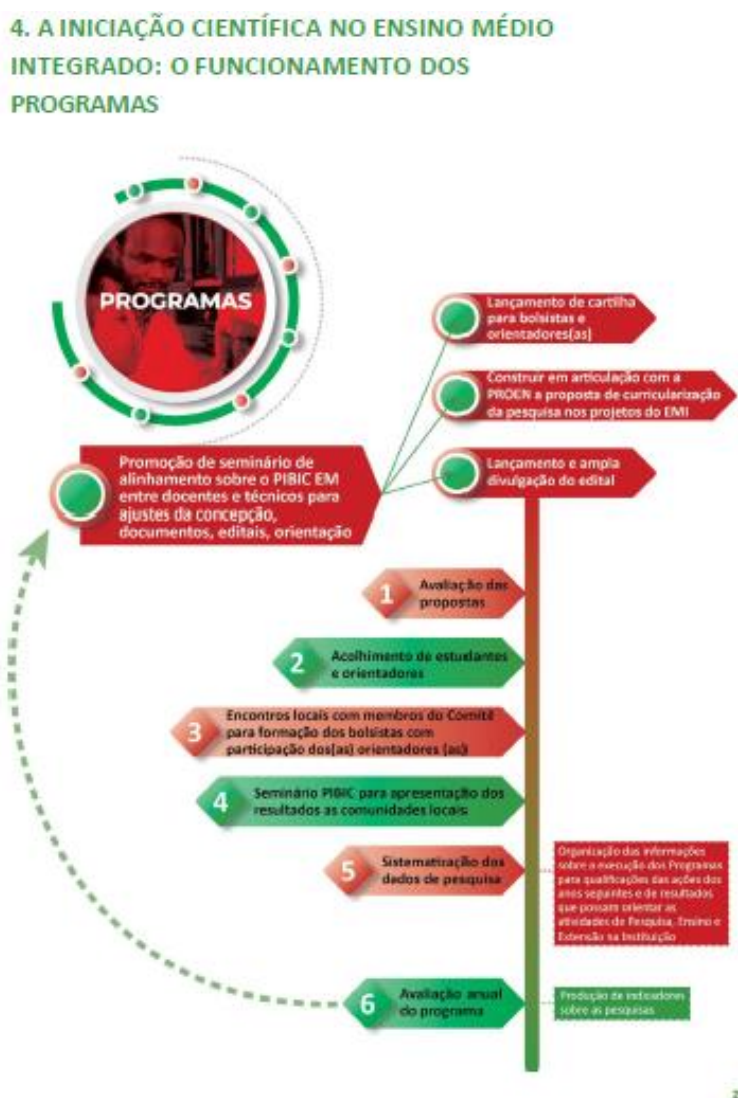 4. A INICIAÇÃO CIENTÍFICA NO ENSINO MÉDIO
INTEGRADO: O FUNCIONAMENTO DOS
PROGRAMAS
PROGRAMAS
Lançamento de cartilha
para bolsistas e
orientadores(as)
Construir em articulação com a
PROEN a proposta de curricularização
da pesquisa nos projetos do EMI
Lançamento e ampla
divulgação do edital
Promoção de seminário de
alinhamento sobre o PIBIC EM
entre docentes e técnicos para
ajustes da concepção,
documentos, editais, orientação
1
Avaliação das
propostas
2
Acolhimento de estudantes
e orientadores
3
Encontros locais com membros do Comitê
para formação dos bolsistas com
participação dos(as) orientadores (as)
4
Seminário PIBIC para apresentação dos
resultados as comunidades locais
5
Sistematização dos
dados de pesquisa
Organização das informações
sobre a execução dos Programas
para qualificações das ações dos
anos seguintes e de resultados
que possam orientar as
atividades de Pesquisa, Ensino e
Extensão na Instituição
6
Avaliação anual
do programa
Produção de indicadores
sobre as pesquisas
2